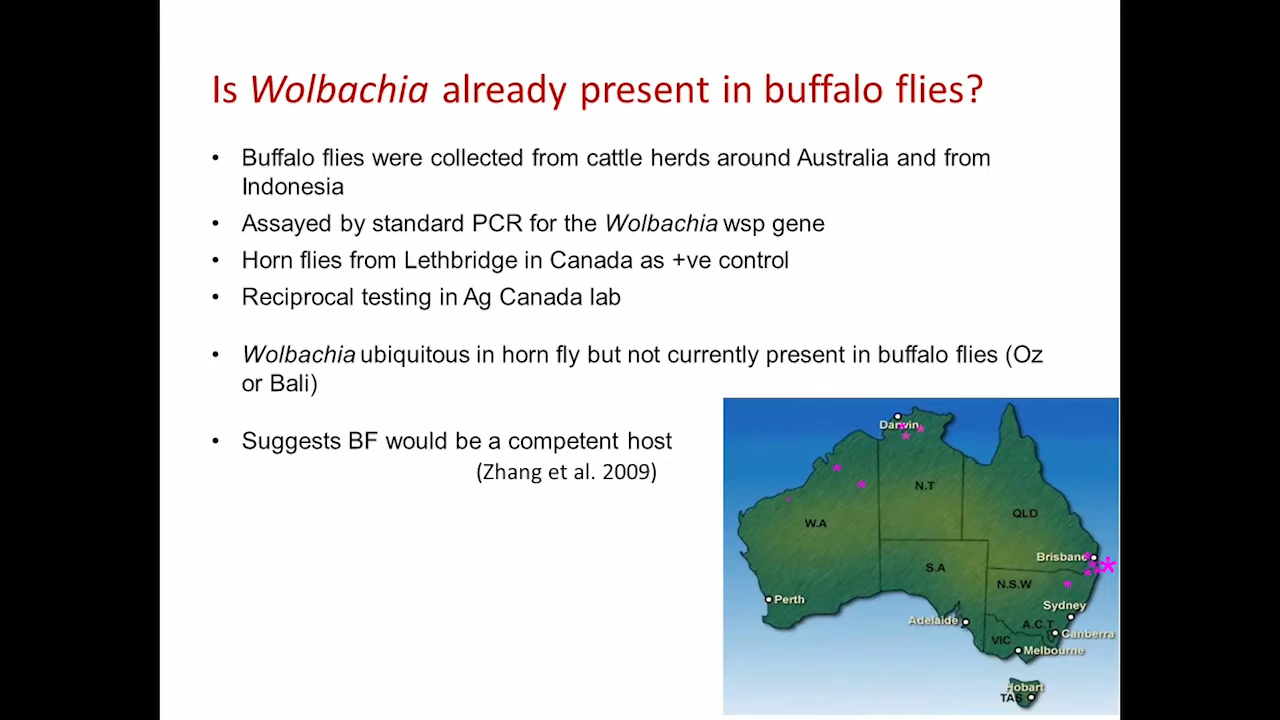 Is Wolbachia already present in buffalo flies?
• Buffalo flies were collected from cattle herds around Australia and from
Indonesia
• Assayed by standard PCR for the Wolbachia wsp gene
• Horn flies from Lethbridge in Canada as +ve control
• Reciprocal testing in Ag Canada lab
• Wolbachia ubiquitous in horn fly but not currently present in buffalo flies (Oz
or Bali)
• Suggests BF would be a competent host
(Zhang et al. 2009)
Darwin
N.T
QLD
W.A
Brisbane
S.A
N.S.W
Perth
Sydney
Adelaide
A.C.T
Canberra
VIC
Melbourne
Hobart
TAS